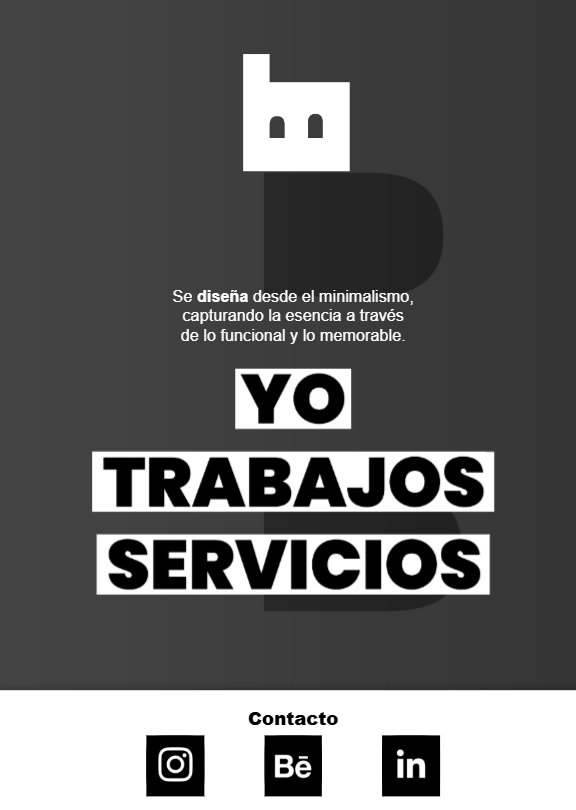 Se diseña desde el minimalismo,
capturando la esencia a través
de lo funcional y lo memorable.
YO
TRABAJOS
SERVICIOS
Contacto
Bē
in